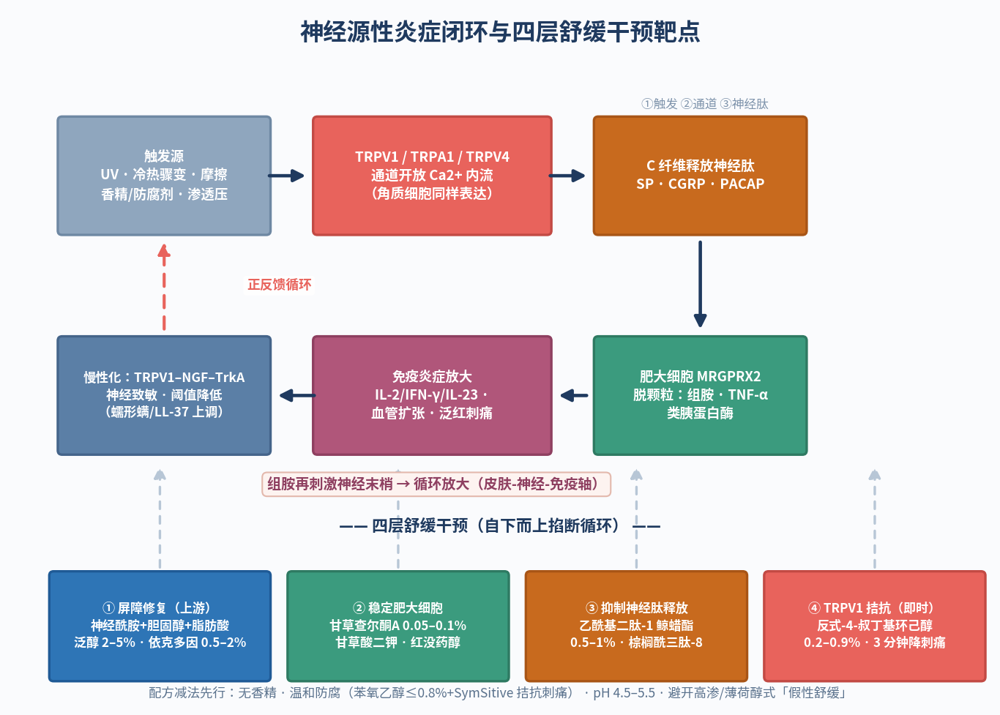 神经源性炎症闭环与四层舒缓干预靶点
①触发 ②通道 ③神经肽
触发源
UV · 冷热骤变 · 摩擦
香精/防腐剂 · 渗透压
TRPV1 / TRPA1 / TRPV4
通道开放 Ca2+ 内流
（角质细胞同样表达）
C 纤维释放神经肽
SP · CGRP · PACAP
正反馈循环
慢性化：TRPV1–NGF–TrkA
神经致敏 · 阈值降低
（蠕形螨/LL-37 上调）
免疫炎症放大
IL-2/IFN-γ/IL-23 ·
血管扩张 · 泛红刺痛
肥大细胞 MRGPRX2
脱颗粒：组胺 · TNF-α
类胰蛋白酶
组胺再刺激神经末梢 → 循环放大（皮肤-神经-免疫轴）
—— 四层舒缓干预（自下而上掐断循环） ——
① 屏障修复（上游）
神经酰胺+胆固醇+脂肪酸
泛醇 2–5% · 依克多因 0.5–2%
② 稳定肥大细胞
甘草查尔酮A 0.05–0.1%
甘草酸二钾 · 红没药醇
③ 抑制神经肽释放
乙酰基二肽-1 鲸蜡酯
0.5–1% · 棕榈酰三肽-8
④ TRPV1 拮抗（即时）
反式-4-叔丁基环己醇
0.2–0.9% · 3 分钟降刺痛
配方减法先行：无香精 · 温和防腐（苯氧乙醇≤0.8%+SymSitive 拮抗刺痛） · pH 4.5–5.5 · 避开高渗/薄荷醇式「假性舒缓」